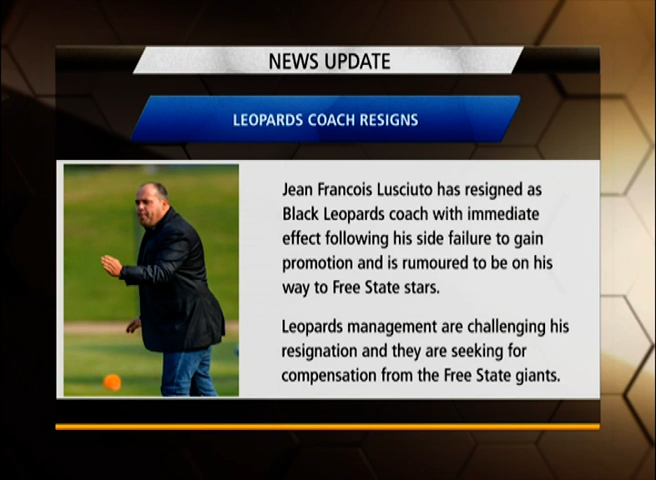 NEWS UPDATE
LEOPARDS COACH RESIGNS
Jean Francois Lusciuto has resigned as
Black Leopards coach with immediate
effect following his side failure to gain
promotion and is rumoured to be on his
way to Free State stars.
Leopards management are challenging his
resignation and they are seeking for
compensation from the Free State giants.